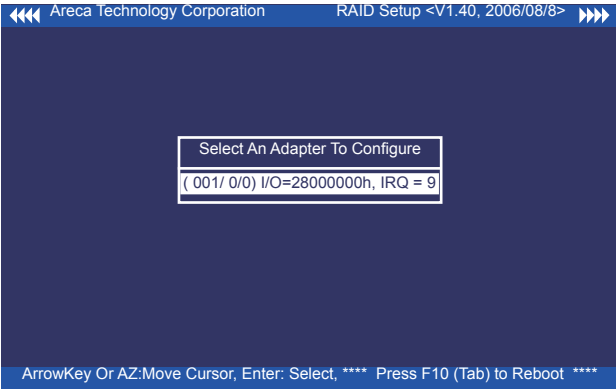 Areca Technology Corporation RAID Setup <V1.40, 2006/08/8>
Select An Adapter To Configure
( 001/ 0/0) I/O=28000000h, IRQ = 9
ArrowKey Or AZ:Move Cursor, Enter: Select, **** Press F10 (Tab) to Reboot ****